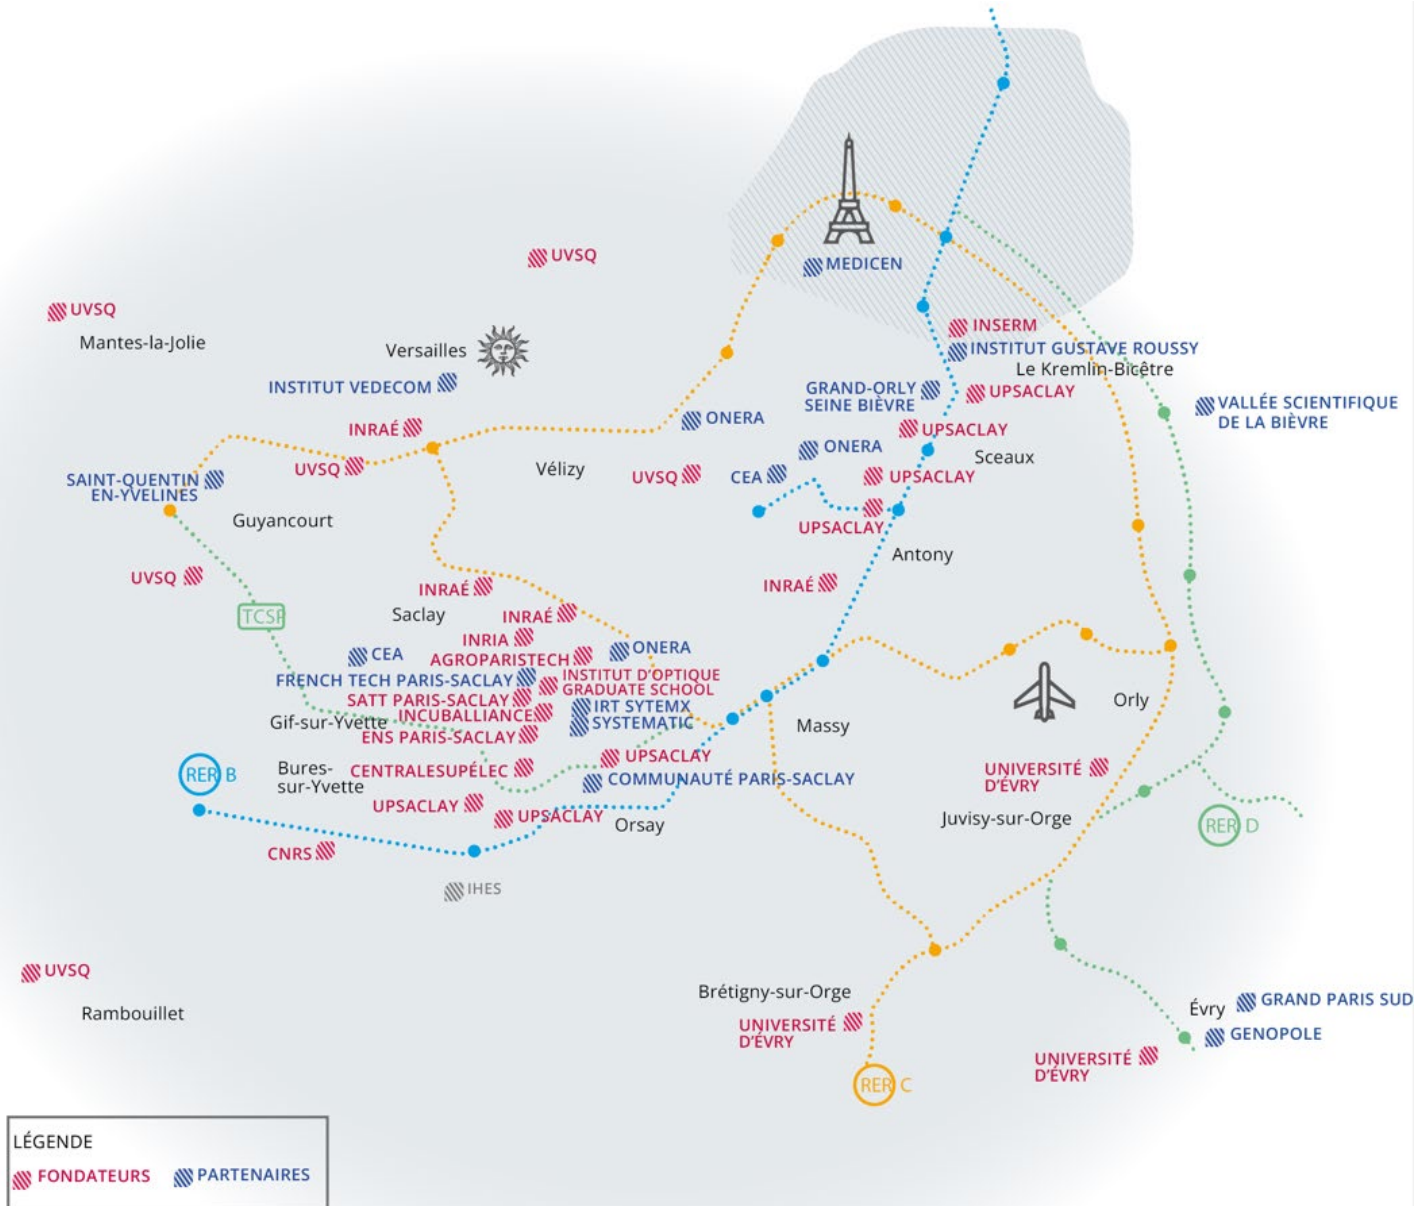 UVSQ
MEDICEN
UVSQ
Mantes-la-Jolie
INSERM
Versailles
INSTITUT GUSTAVE ROUSSY
Le Kremlin-Bicêtre
INSTITUT VEDECOM
GRAND-ORLY
SEINE BIÈVRE
UPSACLAY
VALLÉE SCIENTIFIQUE
DE LA BIÈVRE
ONERA
INRAÉ
UPSACLAY
ONERA
Sceaux
UVSQ
Vélizy
UVSQ
CEA
UPSACLAY
SAINT-QUENTIN
EN-YVELINES
Guyancourt
UPSACLAY
Antony
UVSQ
INRAÉ
INRAÉ
TCSP
Saclay
INRAÉ
INRIA
ONERA
CEA
AGROPARISTECH
FRENCH TECH PARIS-SACLAY
INSTITUT D'OPTIQUE
GRADUATE SCHOOL
SATT PARIS-SACLAY
IRT SYTEMX
INCUBALLIANCE
SYSTEMATIC
Gif-sur-Yvette
ENS PARIS-SACLAY
Massy
Orly
UPSACLAY
RER B
Bures-
sur-Yvette
CENTRALESUPÉLEC
COMMUNAUTÉ PARIS-SACLAY
UNIVERSITÉ
D'ÉVRY
UPSACLAY
UPSACLAY
Orsay
Juvisy-sur-Orge
RER D
CNRS
IHES
UVSQ
Rambouillet
Brétigny-sur-Orge
UNIVERSITÉ
D'ÉVRY
Évry
GRAND PARIS SUD
GENOPOLE
UNIVERSITÉ
D'ÉVRY
RER C
LÉGENDE
FONDATEURS
PARTENAIRES